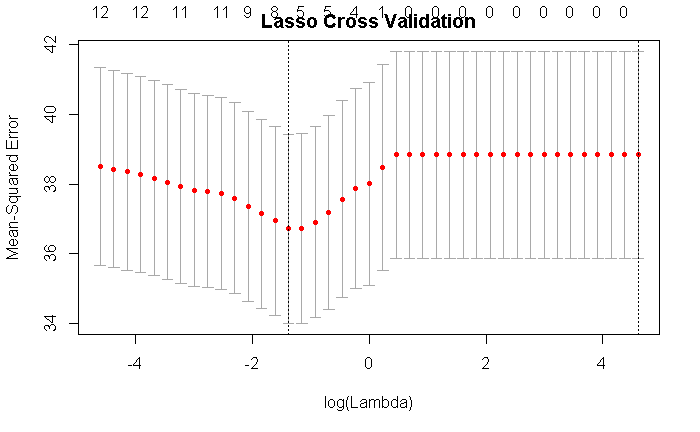 12 12 11 11 9 8 5 5 4 1 0 0 0 0 0 0 0 0 0
Lasso Cross Validation
Mean-Squared Error
42
40
38
36
34
-4 -2 0 2 4
log(Lambda)